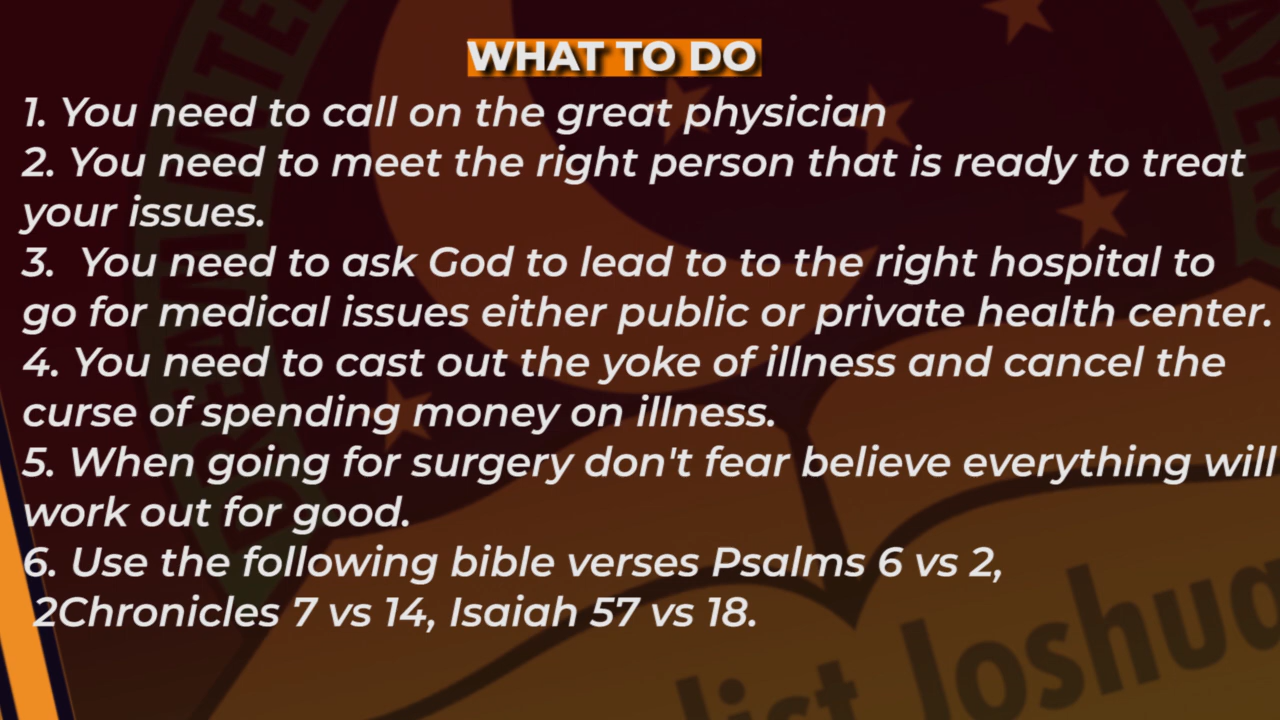 WHAT TO DO
1. You need to call on the great physician
2. You need to meet the right person that is ready to treat
your issues.
3.  You need to ask God to lead to to the right hospital to
go for medical issues either public or private health center.
4. You need to cast out the yoke of illness and cancel the
curse of spending money on illness.
5. When going for surgery don't fear believe everything will
work out for good.
6. Use the following bible verses Psalms 6 vs 2,
2Chronicles 7 vs 14, Isaiah 57 vs 18.
Joshua